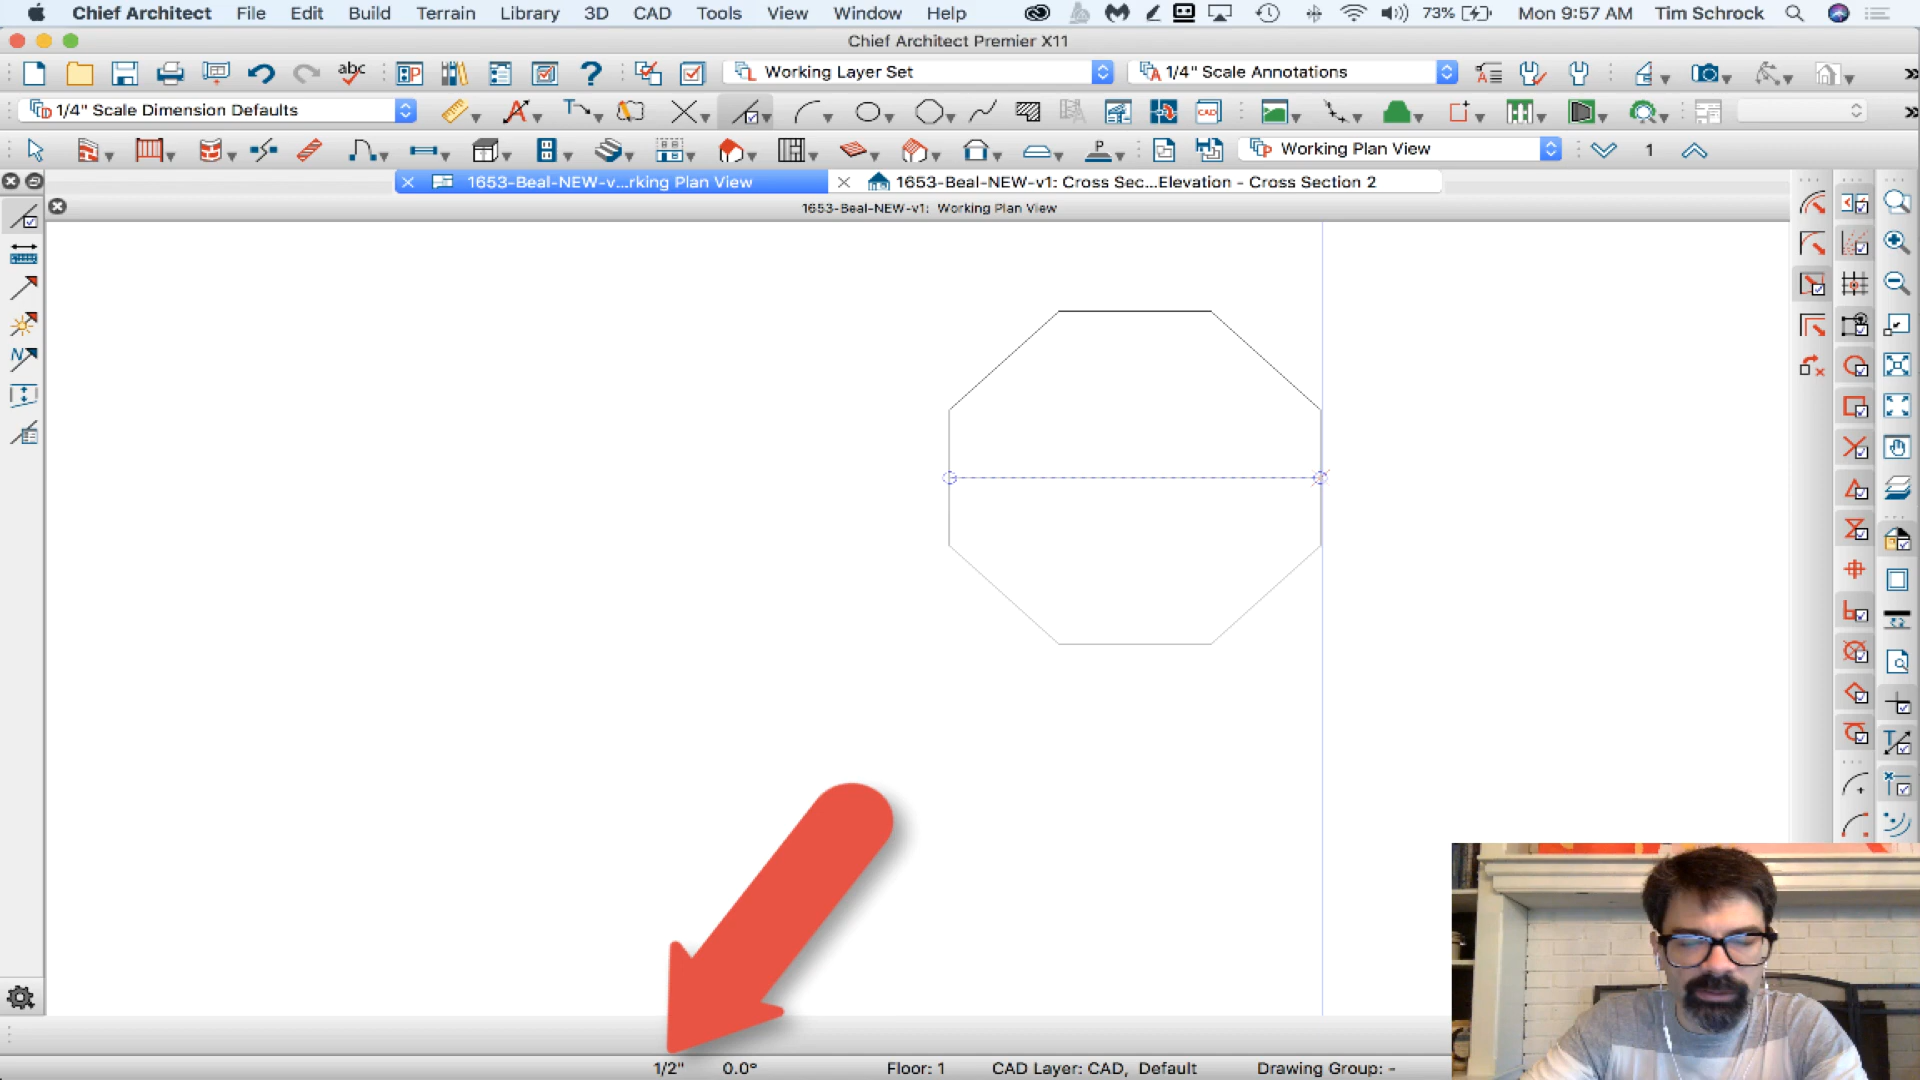 Chief Architect File Edit Build Terrain Library 3D CAD Tools View Window Help 73% Mon 9:57 AM Tim Schrock
Chief Architect Premier X11
abc Working Layer Set 1/4" Scale Annotations
1/4" Scale Dimension Defaults
Working Plan View 1
1653-Beal-NEW-v...rking Plan View 1653-Beal-NEW-v1: Cross Sec...Elevation - Cross Section 2
1653-Beal-NEW-v1: Working Plan View
1/2" 0.0° Floor: 1 CAD Layer: CAD, Default Drawing Group: -